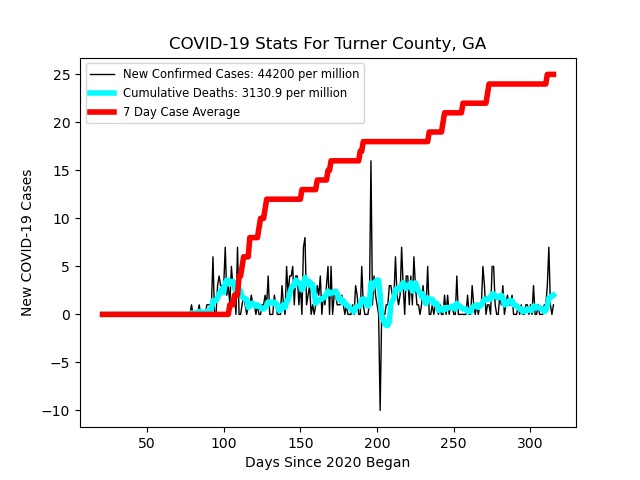 COVID-19 Stats For Turner County, GA
New Confirmed Cases: 44200 per million
Cumulative Deaths: 3130.9 per million
7 Day Case Average
New COVID-19 Cases
25
20
15
10
5
0
−5
−10
50 100 150 200 250 300
Days Since 2020 Began